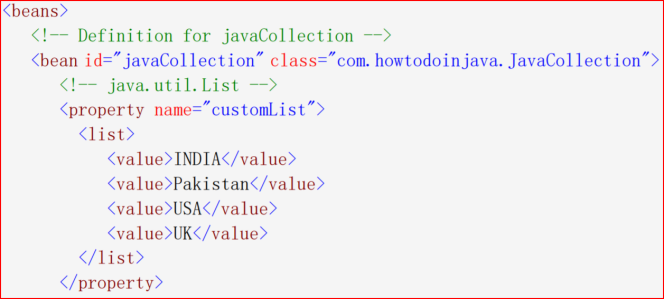 <beans>
<!-- Definition for javaCollection -->
<bean id="javaCollection" class="com.howtodoinjava.JavaCollection">
<!-- java.util.List -->
<property name="customList">
<list>
<value>INDIA</value>
<value>Pakistan</value>
<value>USA</value>
<value>UK</value>
</list>
</property>